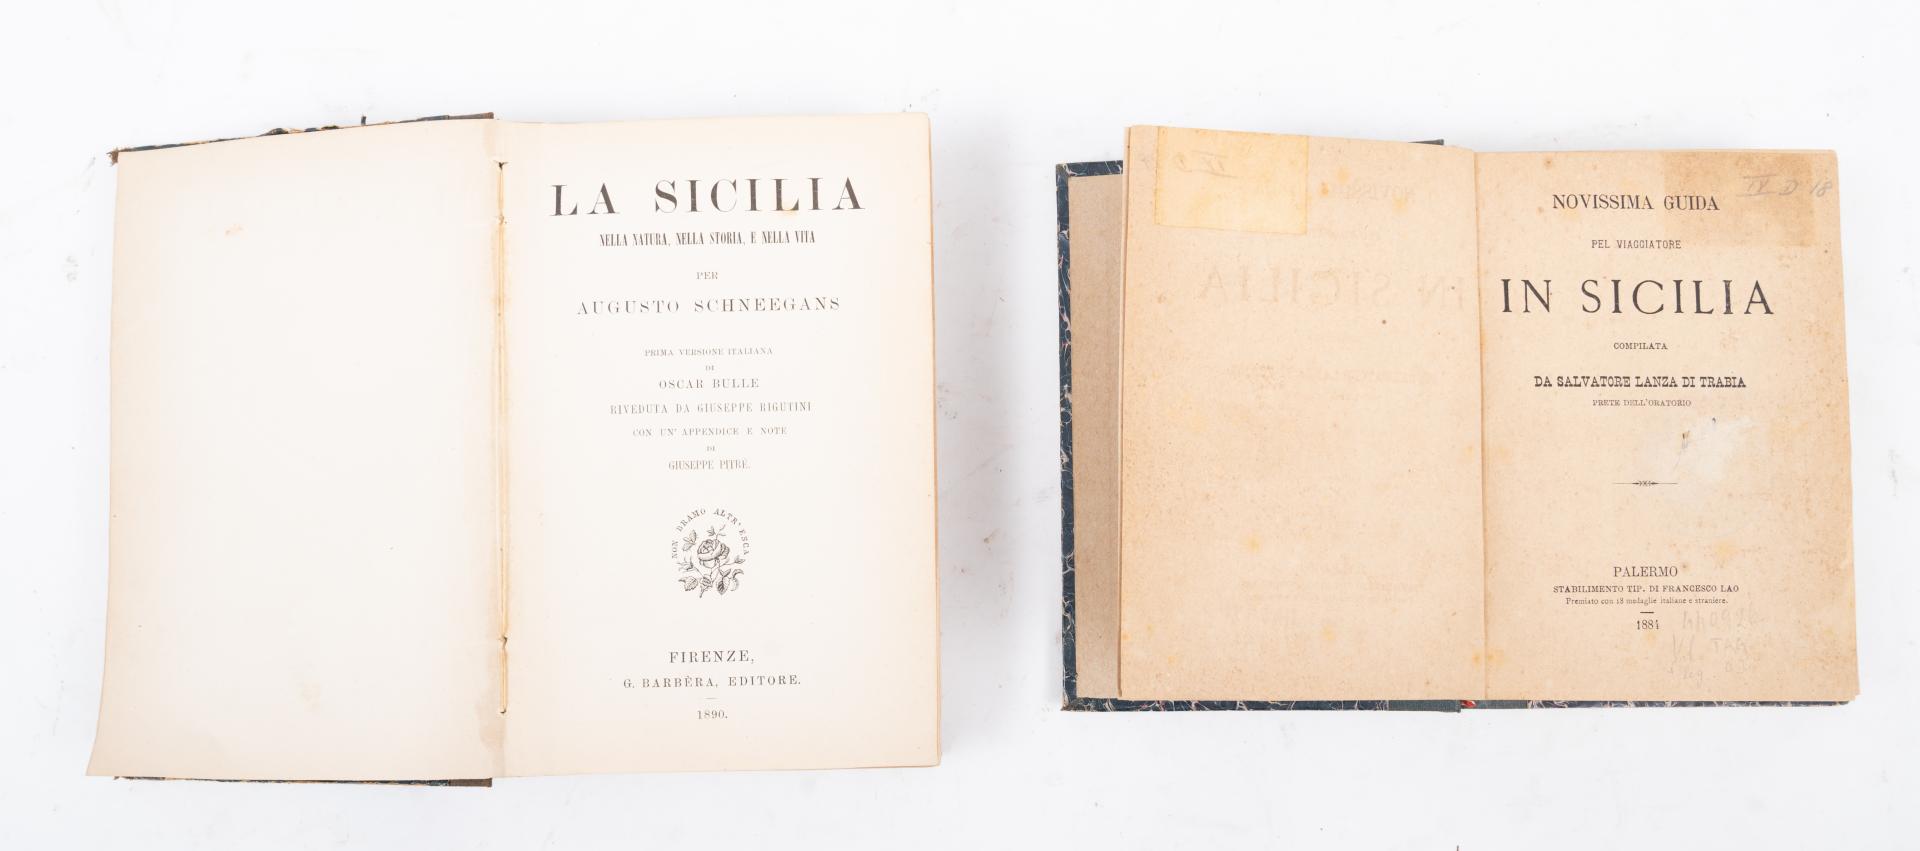 LA SICILIA
NELLA NATURA, NELLA STORIA, E NELLA VITA
PER
AUGUSTO SCHNEEGANS
PRIMA VERSIONE ITALIANA
DI
OSCAR BULLE
RIVEDUTA DA GIUSEPPE RIGUTINI
CON UN' APPENDICE E NOTE
DI
GIUSEPPE PITRÈ.
NON BRAMO ALTR'ESCA
FIRENZE,
G. BARBÈRA, EDITORE.
1890.
IV D 18
NOVISSIMA GUIDA
PEL VIAGGIATORE
IN SICILIA
COMPILATA
DA SALVATORE LANZA DI TRABIA
PRETE DELL'ORATORIO
PALERMO
STABILIMENTO TIP. DI FRANCESCO LAO
Premiato con 18 medaglie italiane e straniere.
1884